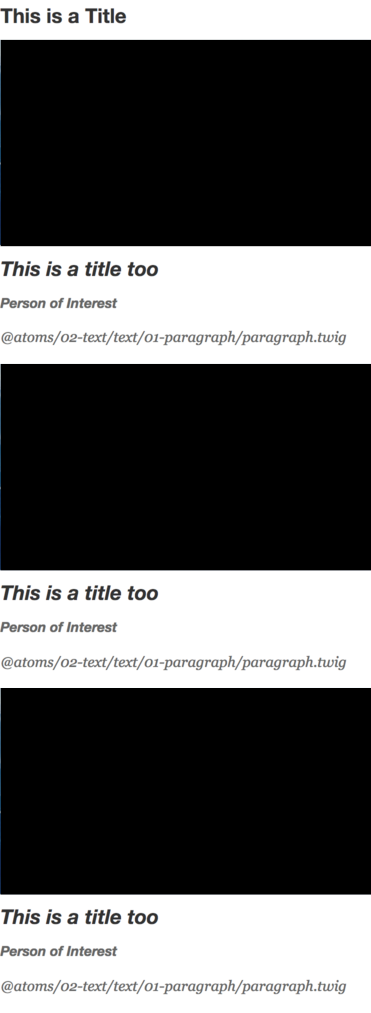 This is a Title
This is a title too
Person of Interest
@atoms/02-text/text/01-paragraph/paragraph.twig
This is a title too
Person of Interest
@atoms/02-text/text/01-paragraph/paragraph.twig
This is a title too
Person of Interest
@atoms/02-text/text/01-paragraph/paragraph.twig